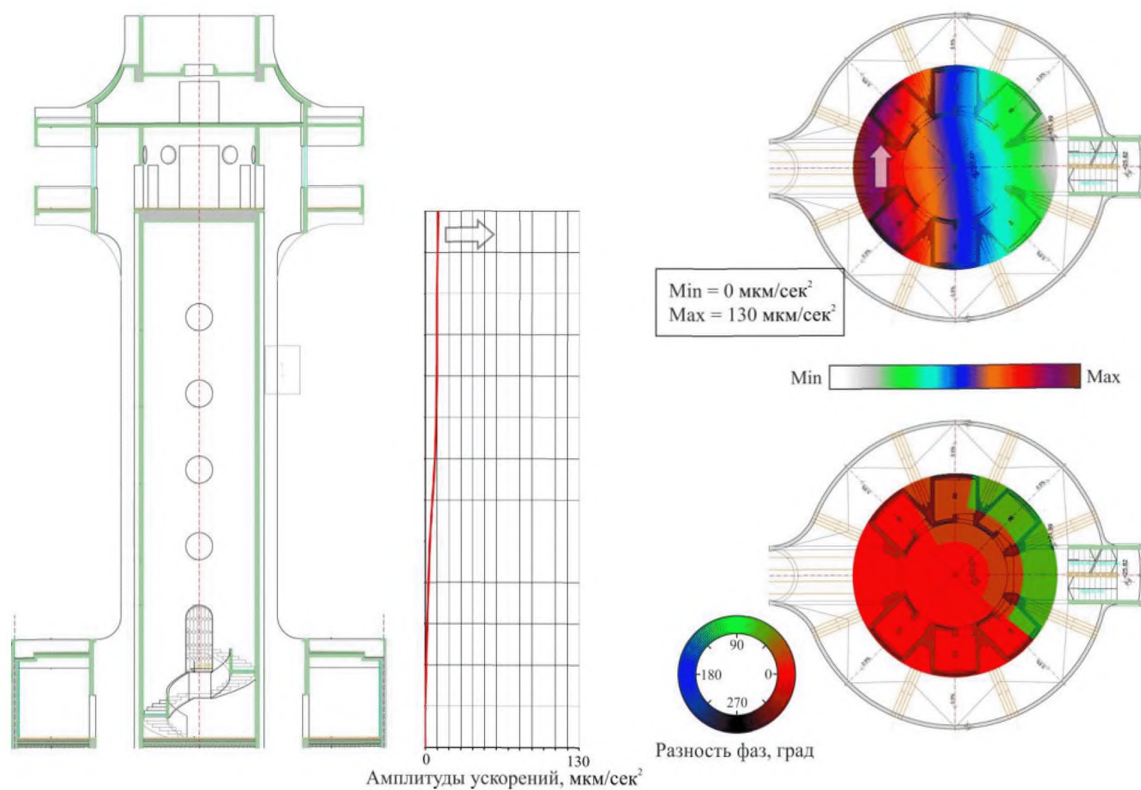 Min = 0 мкм/сек²
Max = 130 мкм/сек²
Min
Max
90
180
0
270
Разность фаз, град
0
130
Амплитуды ускорений, мкм/сек²